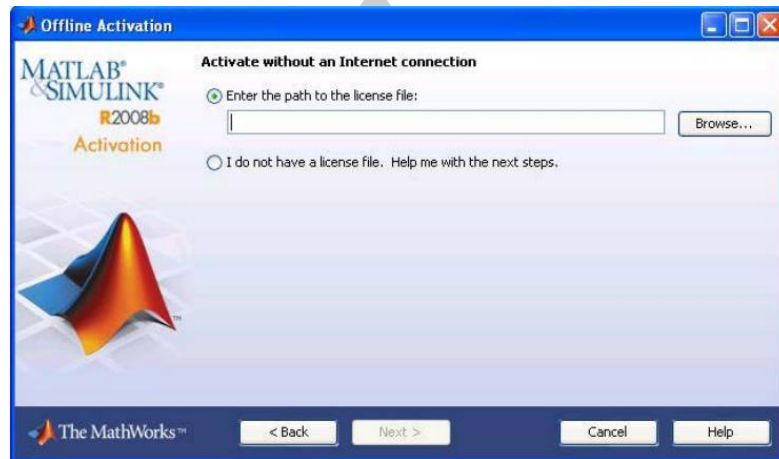 Offline Activation
MATLAB®
&SIMULINK®
R2008b
Activation
Activate without an Internet connection
Enter the path to the license file:
Browse...
I do not have a license file. Help me with the next steps.
TM
The MathWorks™
< Back
Next >
Cancel
Help